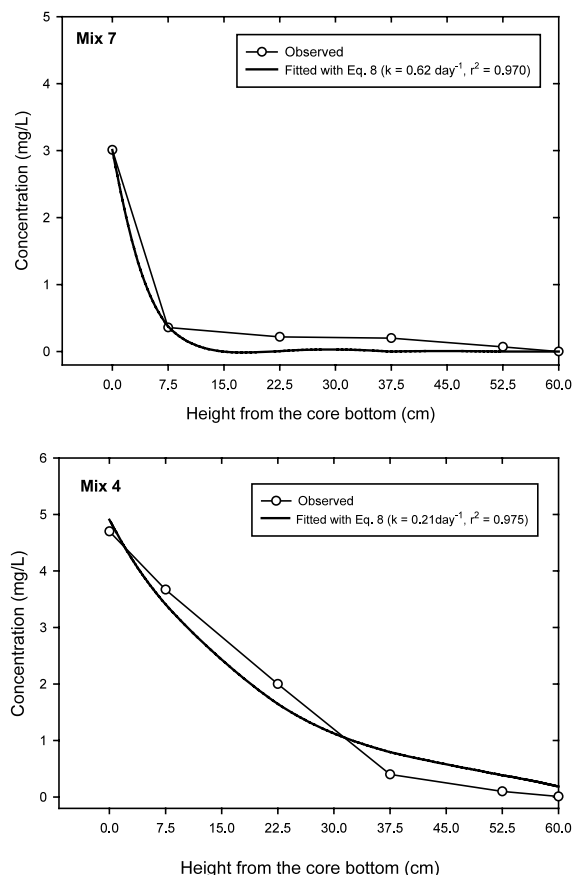 Mix 7
Observed
Fitted with Eq. 8 (k = 0.62 day⁻¹, r² = 0.970)
Concentration (mg/L)
5
4
3
2
1
0
0.0 7.5 15.0 22.5 30.0 37.5 45.0 52.5 60.0
Height from the core bottom (cm)
Mix 4
Observed
Fitted with Eq. 8 (k = 0.21day⁻¹, r² = 0.975)
Concentration (mg/L)
6
5
4
3
2
1
0
0.0 7.5 15.0 22.5 30.0 37.5 45.0 52.5 60.0
Height from the core bottom (cm)